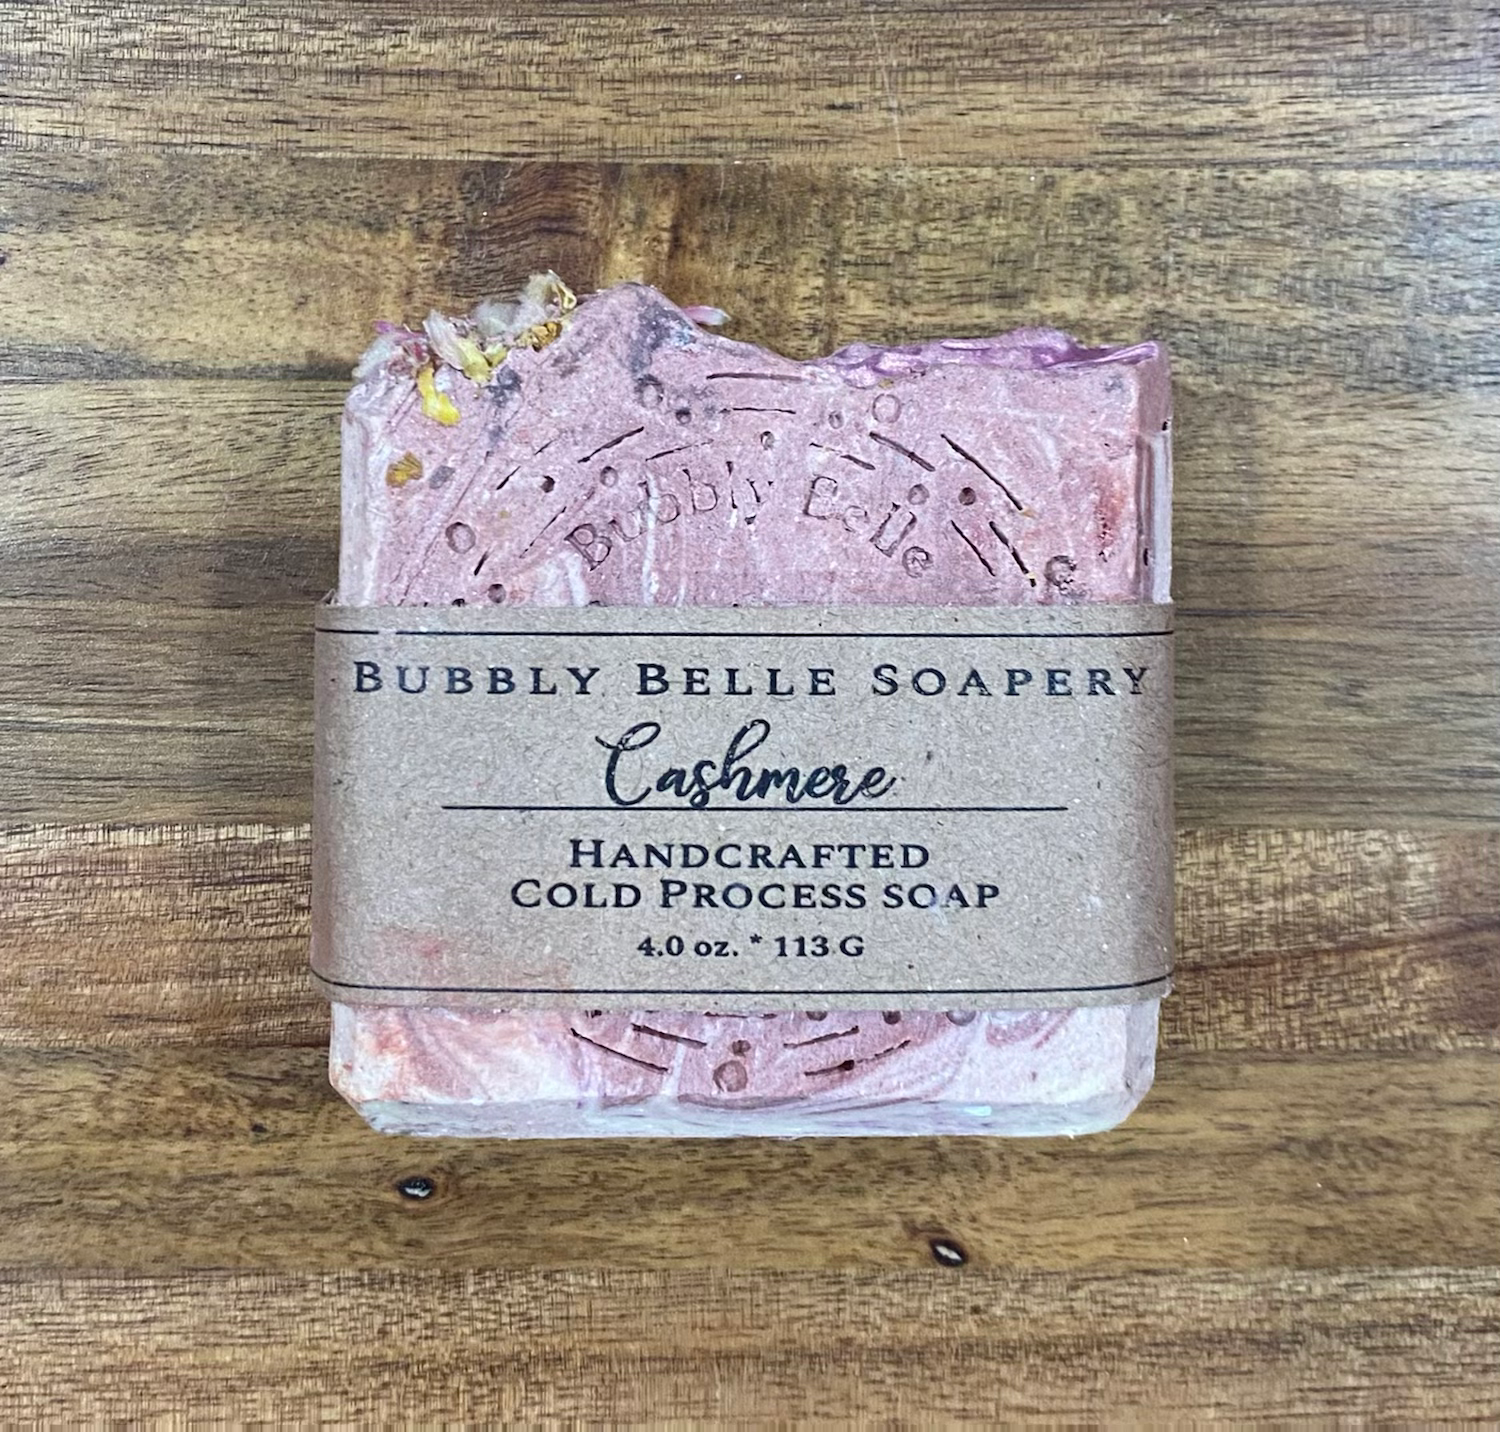 Bubbly Belle
BUBBLY BELLE SOAPERY
Cashmere
HANDCRAFTED
COLD PROCESS SOAP
4.0 oz. * 113 G